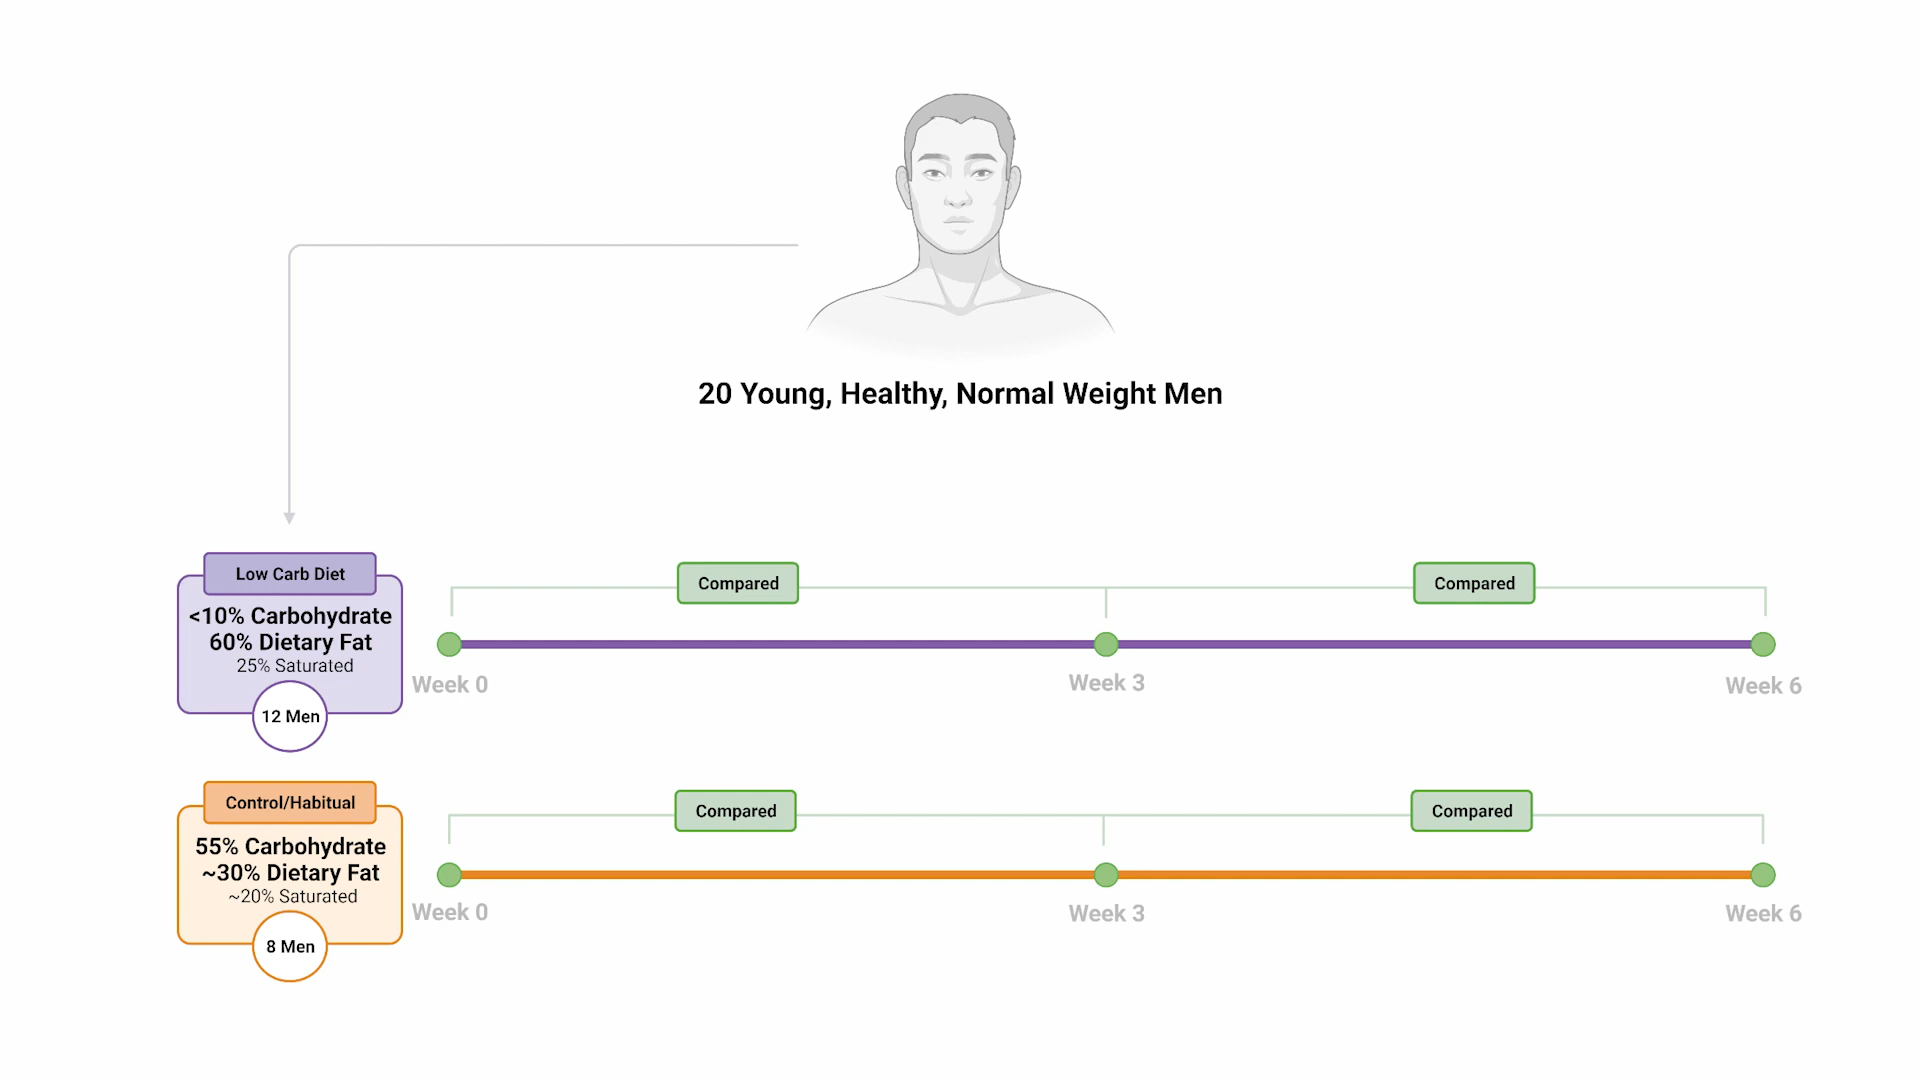 20 Young, Healthy, Normal Weight Men
Low Carb Diet
<10% Carbohydrate
60% Dietary Fat
25% Saturated
12 Men
Compared
Compared
Week 0
Week 3
Week 6
Control/Habitual
55% Carbohydrate
~30% Dietary Fat
~20% Saturated
8 Men
Compared
Compared
Week 0
Week 3
Week 6